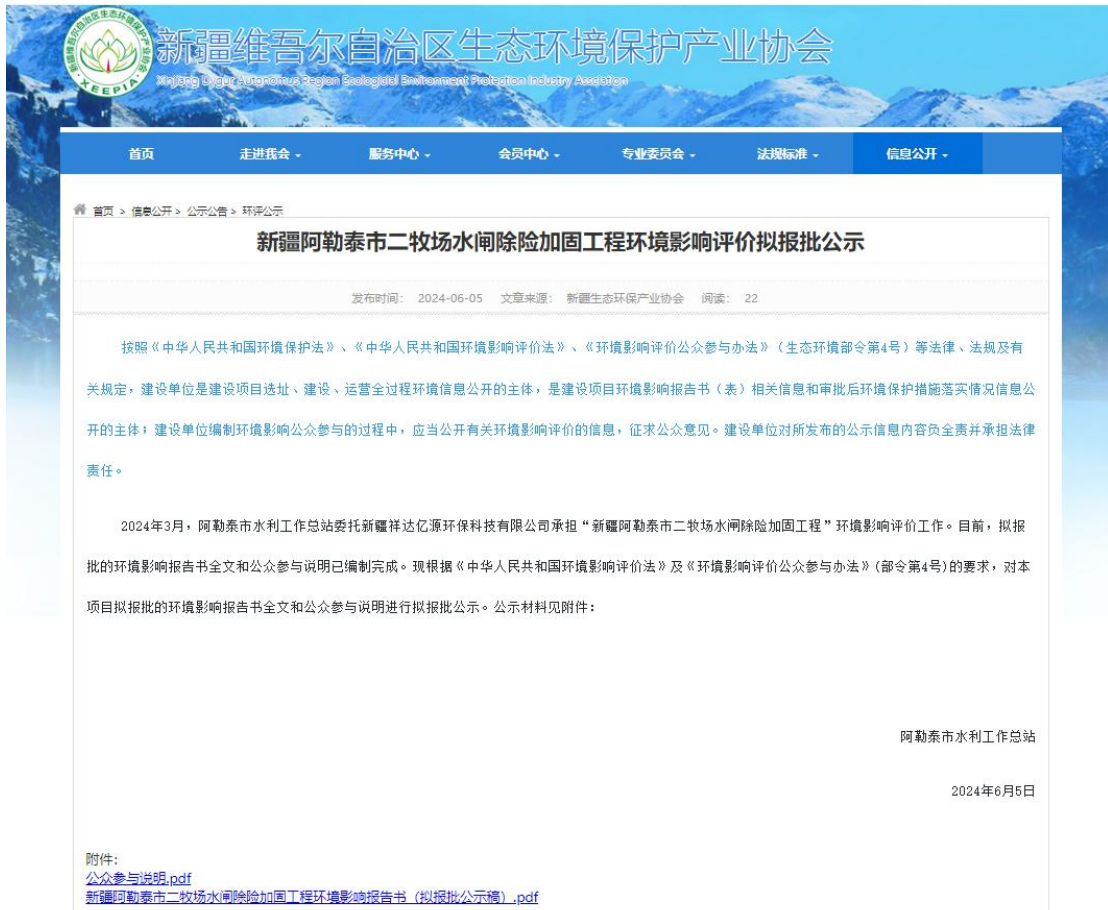 新疆维吾尔自治区生态环境保护产业协会
XEEPIA
首页 走进我会 服务中心 会员中心 专业委员会 法规标准 信息公开
首页 > 信息公开 > 公示公告 > 环评公示
新疆阿勒泰市二牧场水闸除险加固工程环境影响评价拟报批公示
发布时间: 2024-06-05 文章来源: 新疆生态环保产业协会 阅读: 22
按照《中华人民共和国环境保护法》、《中华人民共和国环境影响评价法》、《环境影响评价公众参与办法》（生态环境部令第4号）等法律、法规及有
关规定，建设单位是建设项目选址、建设、运营全过程环境信息公开的主体，是建设项目环境影响报告书（表）相关信息和审批后环境保护措施落实情况信息公
开的主体；建设单位编制环境影响公众参与的过程中，应当公开有关环境影响评价的信息，征求公众意见。建设单位对所发布的公示信息内容负全责并承担法律
责任。
2024年3月，阿勒泰市水利工作总站委托新疆祥达亿源环保科技有限公司承担“新疆阿勒泰市二牧场水闸除险加固工程”环境影响评价工作。目前，拟报
批的环境影响报告书全文和公众参与说明已编制完成。现根据《中华人民共和国环境影响评价法》及《环境影响评价公众参与办法》(部令第4号)的要求，对本
项目拟报批的环境影响报告书全文和公众参与说明进行拟报批公示。公示材料见附件：
阿勒泰市水利工作总站
2024年6月5日
附件:
公众参与说明.pdf
新疆阿勒泰市二牧场水闸除险加固工程环境影响报告书（拟报批公示稿）.pdf